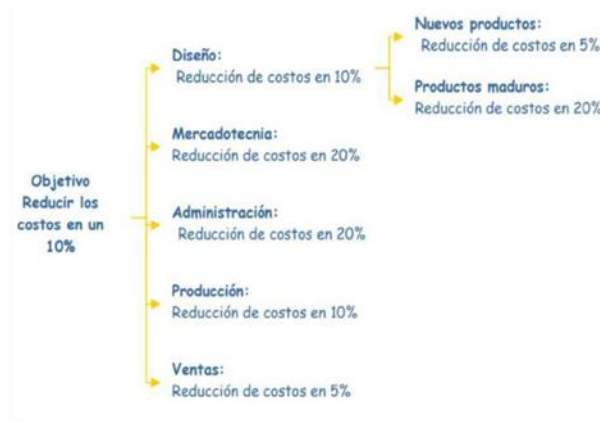 Objetivo
Reducir los
costos en un
10%
Diseño:
Reducción de costos en 10%
Nuevos productos:
Reducción de costos en 5%
Productos maduros:
Reducción de costos en 20%
Mercadotecnia:
Reducción de costos en 20%
Administración:
Reducción de costos en 20%
Producción:
Reducción de costos en 10%
Ventas:
Reducción de costos en 5%